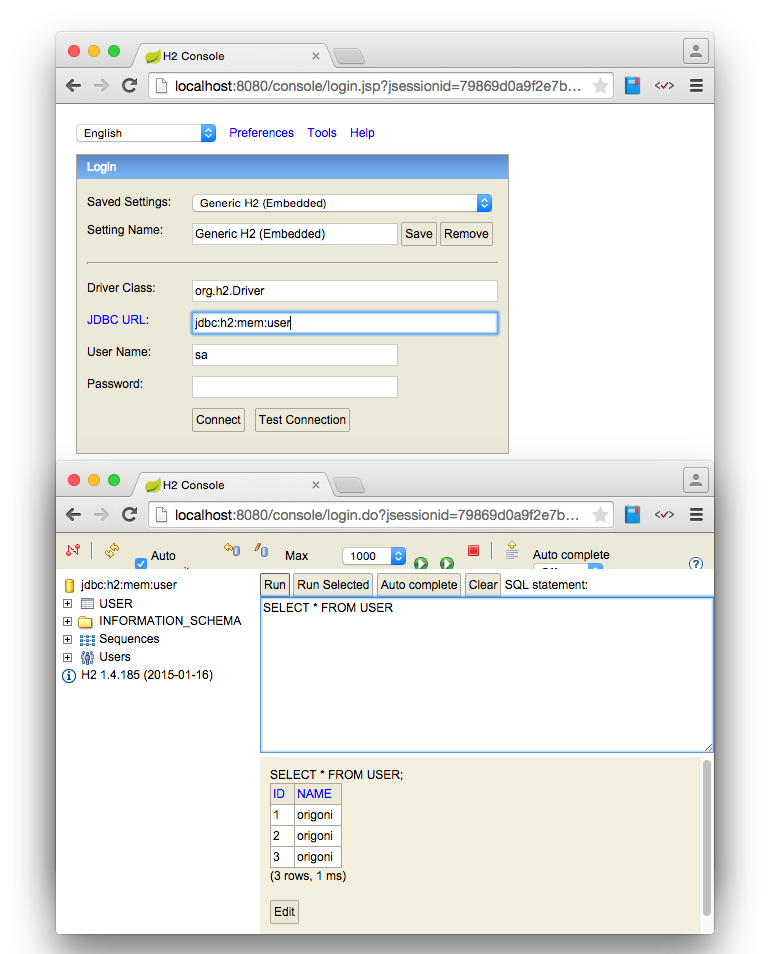 H2 Console
localhost:8080/console/login.jsp?jsessionid=79869d0a9f2e7b...
English Preferences Tools Help
Login
Saved Settings: Generic H2 (Embedded)
Setting Name: Generic H2 (Embedded) Save Remove
Driver Class: org.h2.Driver
JDBC URL: jdbc:h2:mem:user
User Name: sa
Password:
Connect Test Connection
H2 Console
localhost:8080/console/login.do?jsessionid=79869d0a9f2e7b...
Auto Max 1000 Auto complete
jdbc:h2:mem:user
USER
INFORMATION_SCHEMA
Sequences
Users
H2 1.4.185 (2015-01-16)
Run Run Selected Auto complete Clear SQL statement:
SELECT * FROM USER
SELECT * FROM USER;
ID NAME
1 origoni
2 origoni
3 origoni
(3 rows, 1 ms)
Edit